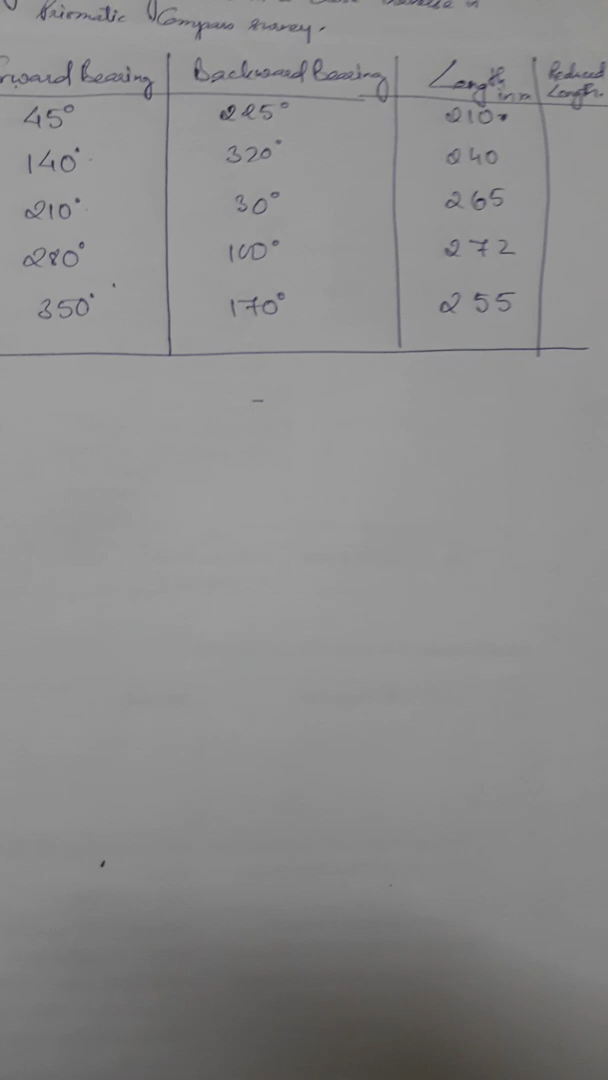 Prismatic Compass survey.
Forward Bearing Backward Bearing Length in m Reduced Length
45° 225° 210
140° 320° 240
210° 30° 265
280° 100° 272
350° 170° 255